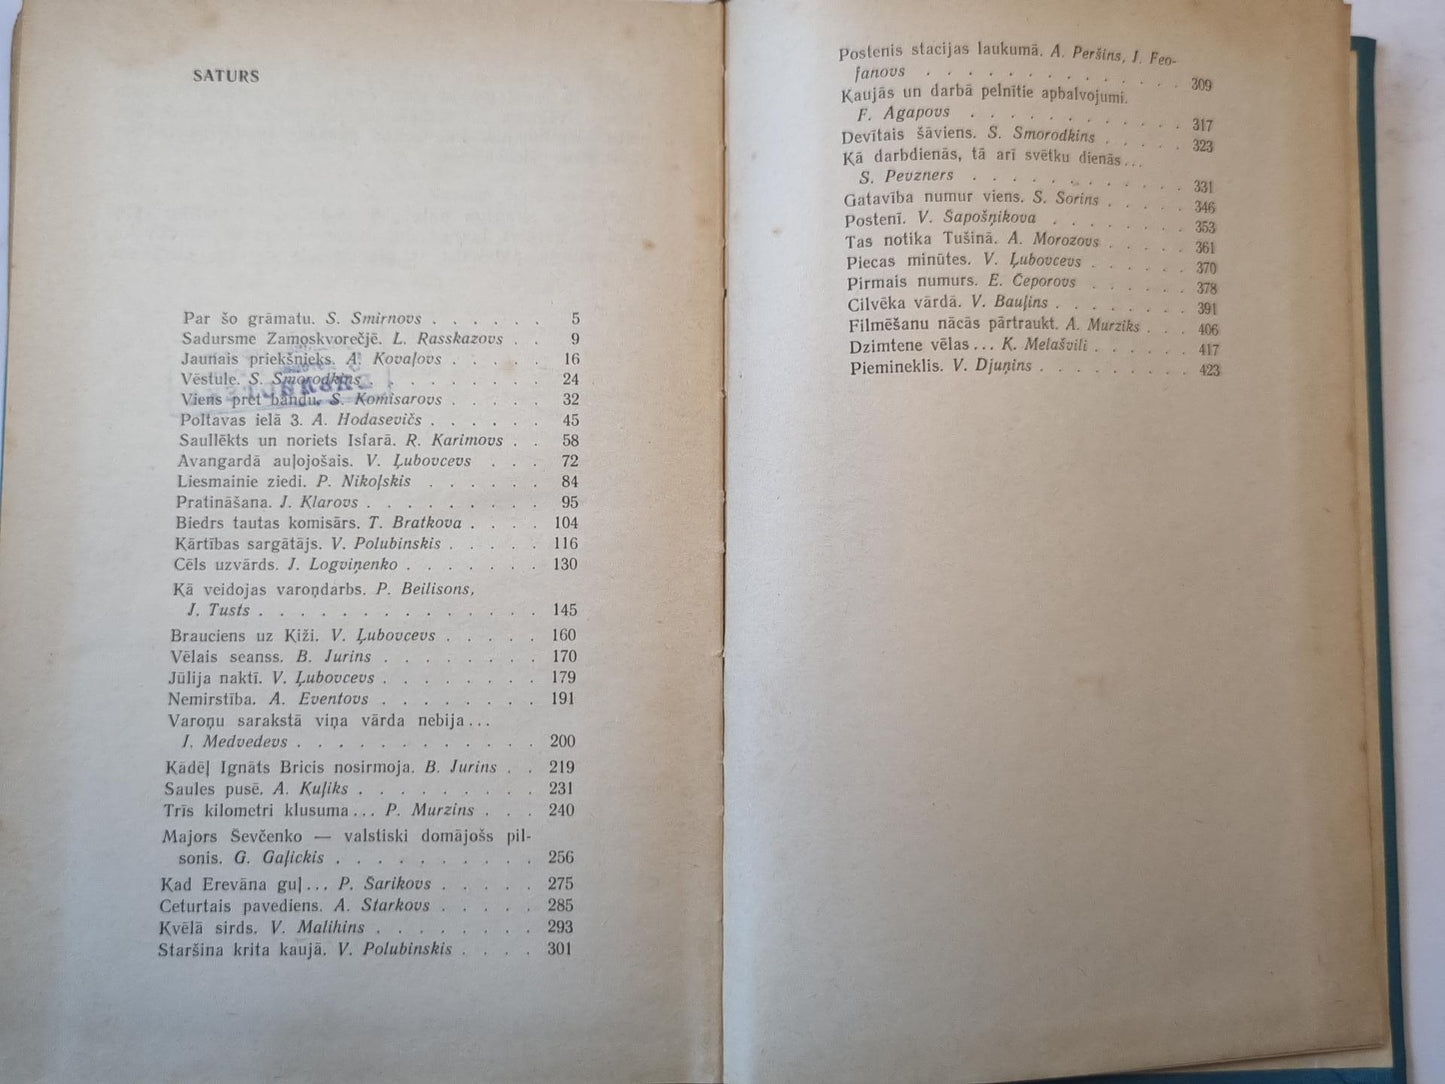 SATURS
Par šo grāmatu. S. Smirnovs . . . . . . 5
Sadursme Zamoskvorečjē. L. Rasskazovs . . 9
Jaunais priekšnieks. A. Kovaļovs . . . . . 16
Vēstule. S. Smorodkins . . . . . . . . 24
Viens pret bandu. S. Komisarovs . . . . . 32
Poltavas ielā 3. A. Hodasevičs . . . . . . 45
Saullēkts un noriets Isfarā. R. Karimovs . . 58
Avangardā auļojošais. V. Ļubovcevs . . . 72
Liesmainie ziedi. P. Nikoļskis . . . . . . 84
Pratināšana. J. Klarovs . . . . . . . . . 95
Biedrs tautas komisārs. T. Bratkova . . . . 104
Kārtības sargātājs. V. Polubinskis . . . . . 116
Cēls uzvārds. J. Logviņenko . . . . . . . 130
Kā veidojas varoņdarbs. P. Beilisons,
J. Tusts . . . . . . . . . . . . . . 145
Brauciens uz Kiži. V. Ļubovcevs . . . . . 160
Vēlais seanss. B. Jurins . . . . . . . . 170
Jūlija naktī. V. Ļubovcevs . . . . . . . . 179
Nemirstība. A. Eventovs . . . . . . . . 191
Varoņu sarakstā viņa vārda nebija...
I. Medvedevs . . . . . . . . . . . . 200
Kādēļ Ignāts Bricis nosirmoja. B. Jurins . . 219
Saules pusē. A. Kuļiks . . . . . . . . . 231
Trīs kilometri klusuma... P. Murzins . . . 240
Majors Ševčenko — valstiski domājošs pil-
sonis. G. Gaļickis . . . . . . . . . . 256
Kad Erevāna guļ... P. Šarikovs . . . . . 275
Ceturtais pavediens. A. Starkovs . . . . . 285
Kvēlā sirds. V. Malihins . . . . . . . . 293
Staršina krita kaujā. V. Polubinskis . . . . 301
Postenis stacijas laukumā. A. Peršins, J. Feo-
fanovs . . . . . . . . . . . . . 309
Kaujās un darbā pelnītie apbalvojumi.
F. Agapovs . . . . . . . . . . . 317
Devītais šāviens. S. Smorodkins . . . . . 323
Kā darbdienās, tā arī svētku dienās...
S. Pevzners . . . . . . . . . . . 331
Gatavība numur viens. S. Sorins . . . . . 346
Postenī. V. Sapošņikova . . . . . . . 353
Tas notika Tušinā. A. Morozovs . . . . . 361
Piecas minūtes. V. Ļubovcevs . . . . . . 370
Pirmais numurs. E. Čeporovs . . . . . . 378
Cilvēka vārdā. V. Bauļins . . . . . . . 391
Filmēšanu nācās pārtraukt. A. Murziks . . . 406
Dzimtene vēlas... K. Melašvili . . . . . . 417
Piemineklis. V. Djuņins . . . . . . . . . 423